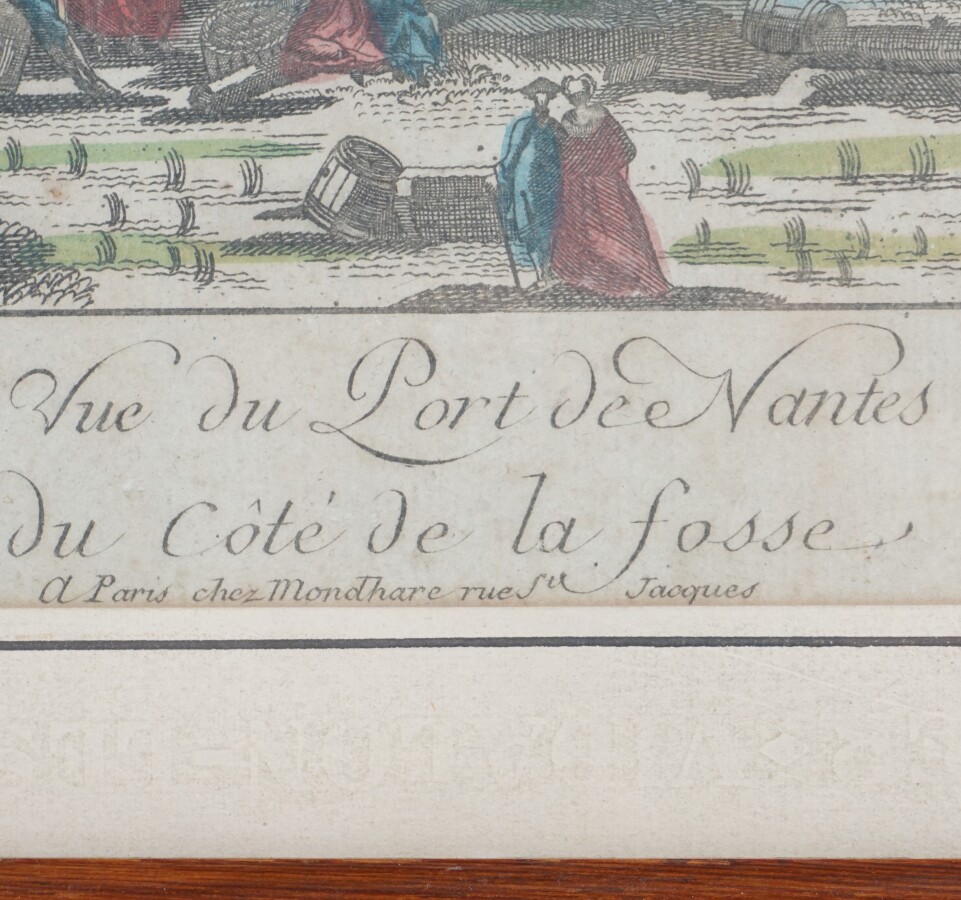 Vue du Port de Nantes
du Côté de la fosse
A Paris chez Mondhare rue St Jacques